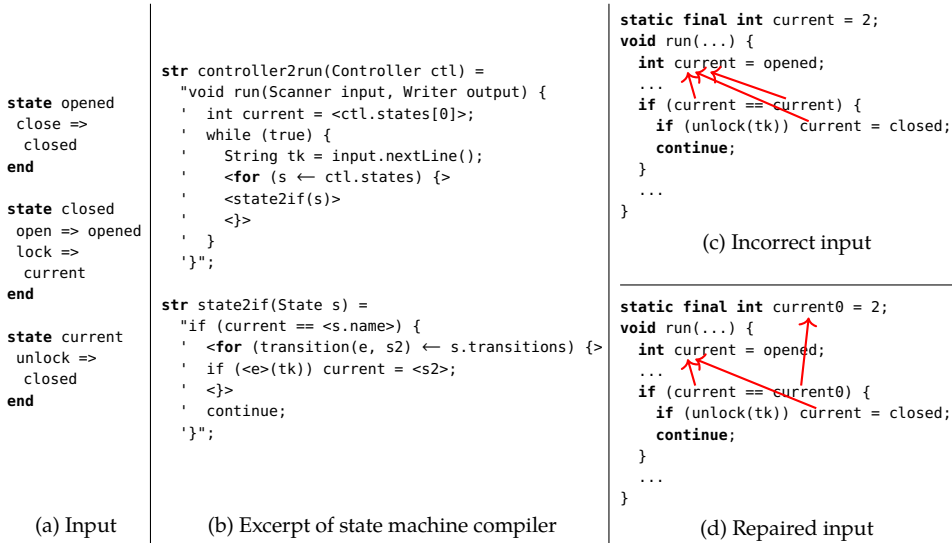 state opened
close =>
closed
end
state closed
open => opened
lock =>
current
end
state current
unlock =>
closed
end
(a) Input
str controller2run(Controller ctl) =
"void run(Scanner input, Writer output) {
' int current = <ctl.states[0]>;
' while (true) {
' String tk = input.nextLine();
' <for (s ← ctl.states) {>
' <state2if(s)>
' <}>
' }
'}";
str state2if(State s) =
"if (current == <s.name>) {
' <for (transition(e, s2) ← s.transitions) {>
' if (<e>(tk)) current = <s2>;
' <}>
' continue;
'}";
(b) Excerpt of state machine compiler
static final int current = 2;
void run(...) {
int current = opened;
...
if (current == current) {
if (unlock(tk)) current = closed;
continue;
}
...
}
(c) Incorrect input
static final int current0 = 2;
void run(...) {
int current = opened;
...
if (current == current0) {
if (unlock(tk)) current = closed;
continue;
}
...
}
(d) Repaired input